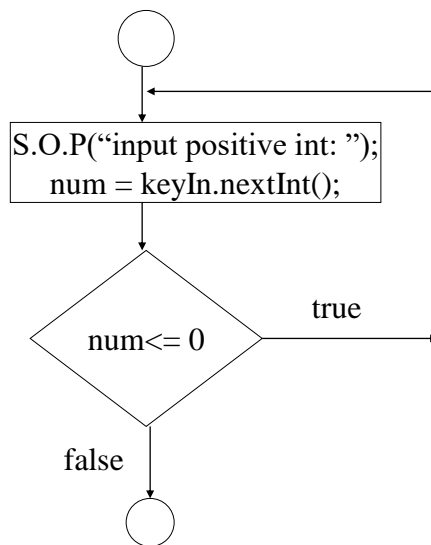 S.O.P(“input positive int: ”);
num = keyIn.nextInt();
num<= 0
true
false